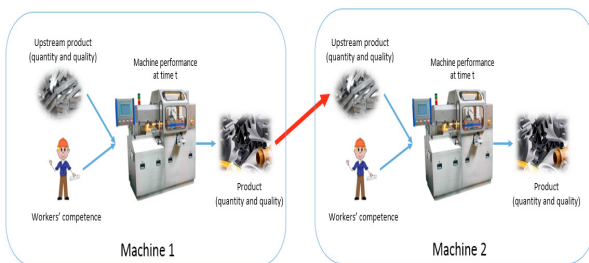 Upstream product
(quantity and quality)
Machine performance
at time t
Workers' competence
Product
(quantity and quality)
Machine 1
Upstream product
(quantity and quality)
Machine performance
at time t
Workers' competence
Product
(quantity and quality)
Machine 2